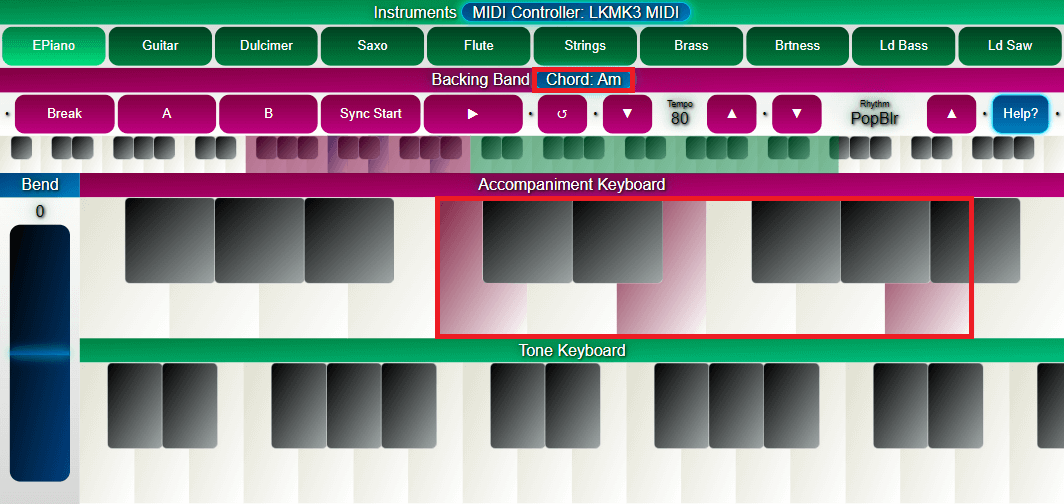 Instruments MIDI Controller: LKMK3 MIDI
EPiano Guitar Dulcimer Saxo Flute Strings Brass Brtness Ld Bass Ld Saw
Backing Band Chord: Am
Break A B Sync Start ▶ ↺ ▼ Tempo 80 ▲ ▼ Rhythm PopBlr ▲ Help?
Bend Accompaniment Keyboard
0
Tone Keyboard